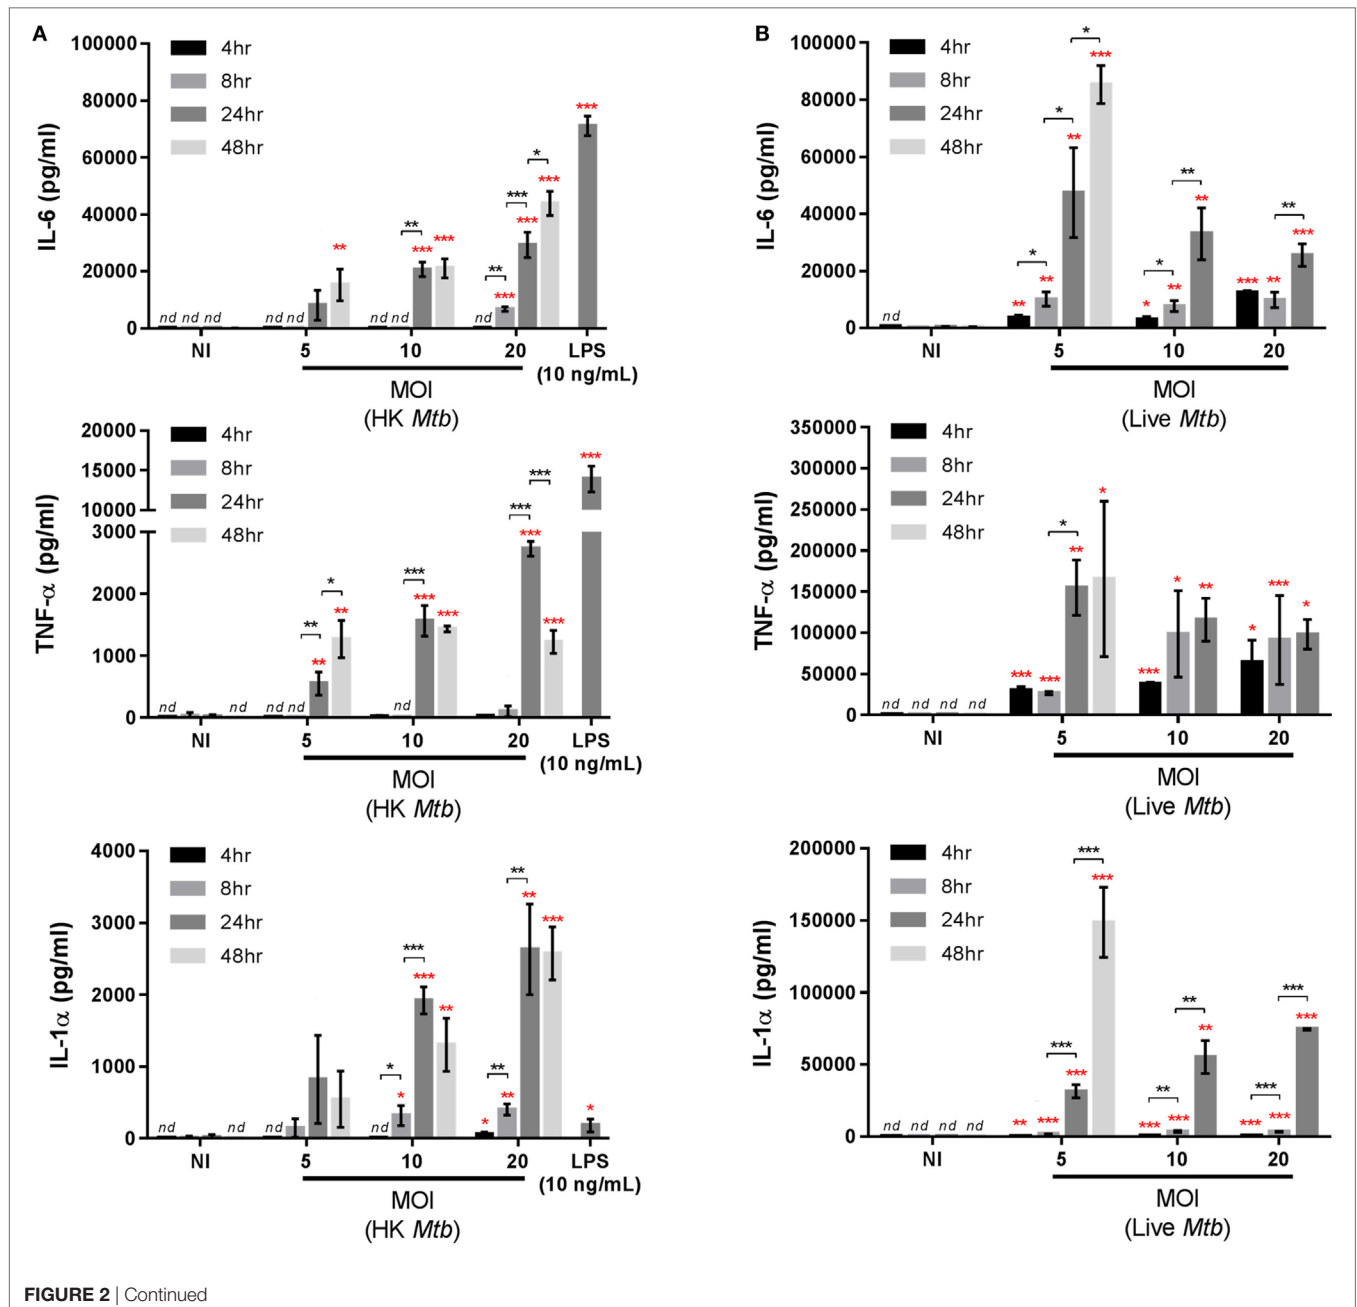 A
100000
80000
60000
40000
20000
0
IL-6 (pg/ml)
4hr
8hr
24hr
48hr
nd nd nd
nd nd
** 
nd nd
** *** ***
nd
** *** *** *** * ***
***
NI 5 10 20 LPS
(10 ng/mL)
MOI
(HK Mtb)
20000
15000
10000
3000
2000
1000
0
TNF-α (pg/ml)
4hr
8hr
24hr
48hr
nd nd
nd nd
** ** * **
nd
*** *** ***
*** *** *** ***
***
NI 5 10 20 LPS
(10 ng/mL)
MOI
(HK Mtb)
4000
3000
2000
1000
0
IL-1α (pg/ml)
4hr
8hr
24hr
48hr
nd nd
nd
nd
* * *** *** **
* ** ** ** ** ***
*
NI 5 10 20 LPS
(10 ng/mL)
MOI
(HK Mtb)
B
100000
80000
60000
40000
20000
0
IL-6 (pg/ml)
4hr
8hr
24hr
48hr
nd
** * ** * ** * ***
* * ** ** **
*** ** ** ***
NI 5 10 20
MOI
(Live Mtb)
350000
300000
250000
200000
150000
100000
50000
0
TNF-α (pg/ml)
4hr
8hr
24hr
48hr
nd nd nd nd
*** *** * ** *
*** * **
* *** *
NI 5 10 20
MOI
(Live Mtb)
200000
150000
100000
50000
0
IL-1α (pg/ml)
4hr
8hr
24hr
48hr
nd nd nd nd
** *** *** *** *** ***
*** ** *** ** **
*** *** *** *** ***
NI 5 10 20
MOI
(Live Mtb)
FIGURE 2 | Continued